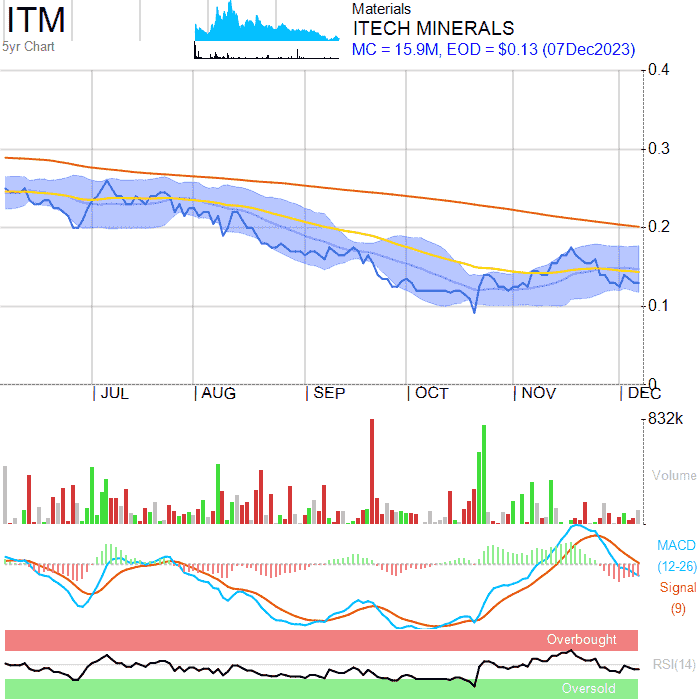 ITM
5yr Chart
Materials
ITECH MINERALS
MC = 15.9M, EOD = $0.13 (07Dec2023)
0.4
0.3
0.2
0.1
0
JUL AUG SEP OCT NOV DEC
832k
Volume
MACD
(12-26)
Signal
(9)
Overbought
RSI(14)
Oversold